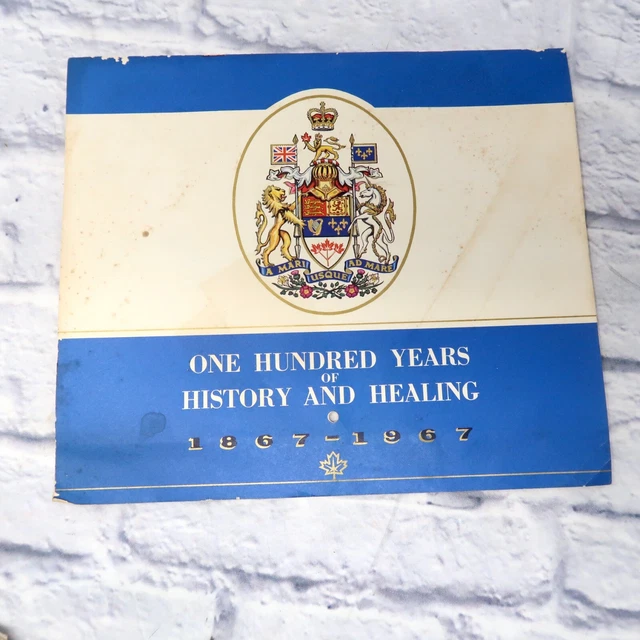 A MARI USQUE AD MARE
ONE HUNDRED YEARS
OF
HISTORY AND HEALING
1867-1967